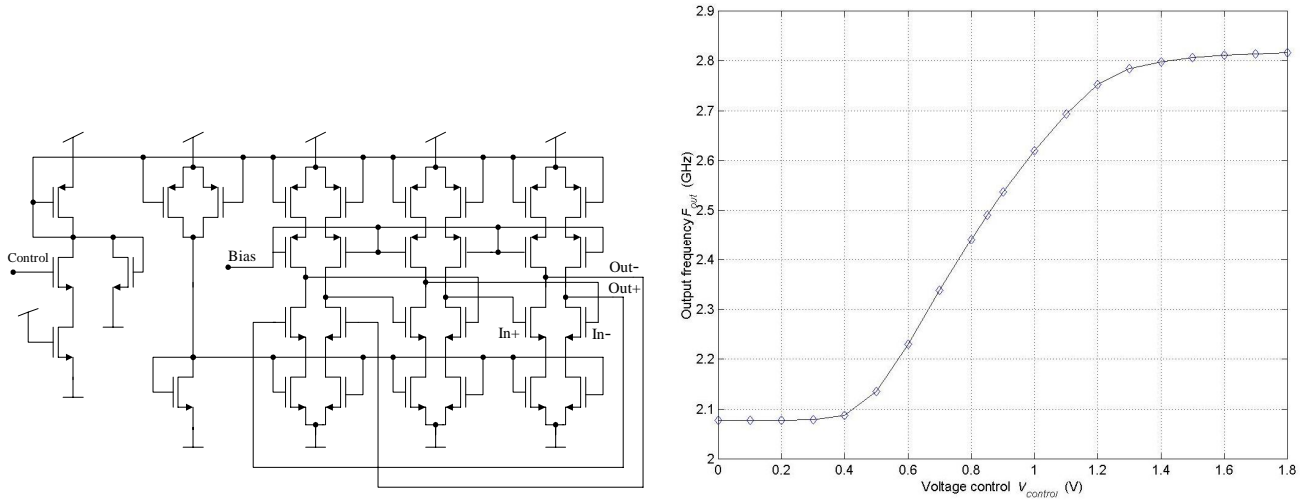 Control
Bias
Out-
Out+
In+
In-
2.9
2.8
2.7
2.6
2.5
2.4
2.3
2.2
2.1
2
Output frequency F_out (GHz)
0
0.2
0.4
0.6
0.8
1
1.2
1.4
1.6
1.8
Voltage control V_control (V)